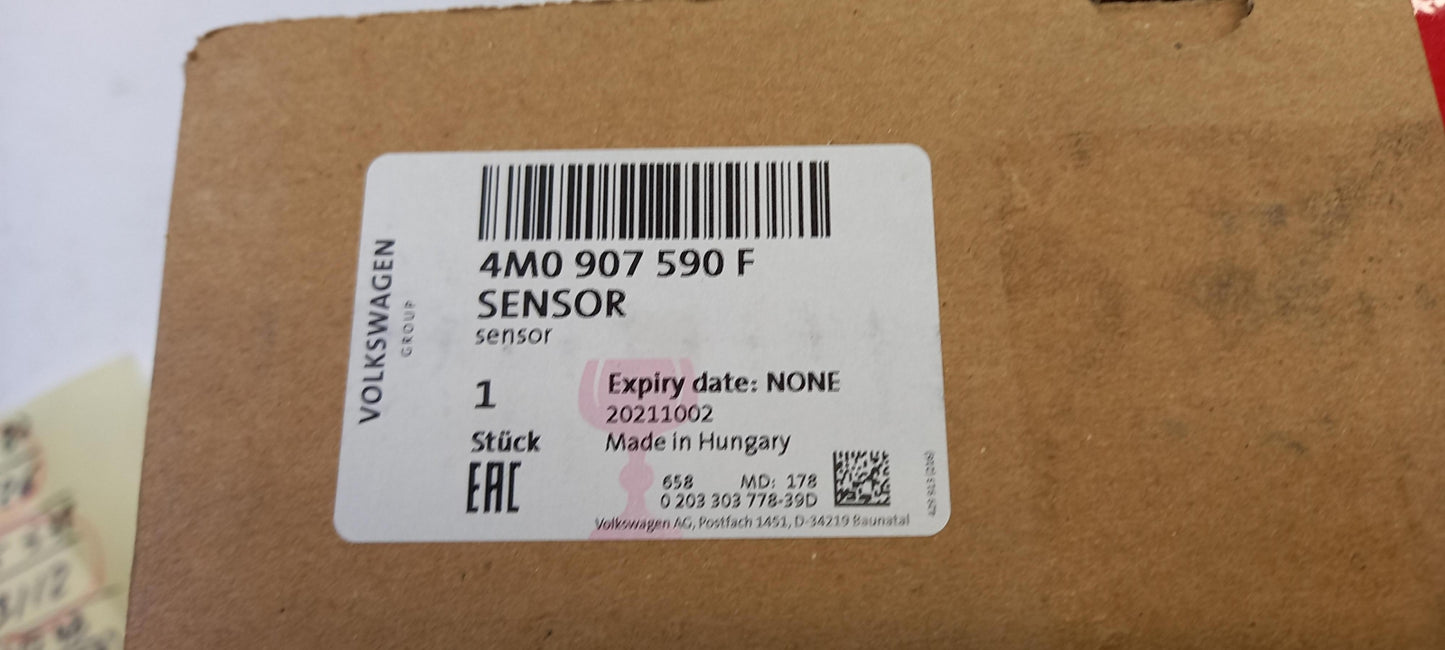 VOLKSWAGEN
GROUP
4M0 907 590 F
SENSOR
sensor
1
Stück
Expiry date: NONE
20211002
Made in Hungary
EAC
658 MD: 178
0 203 303 778-39D
Volkswagen AG, Postfach 1451, D-34219 Baunatal